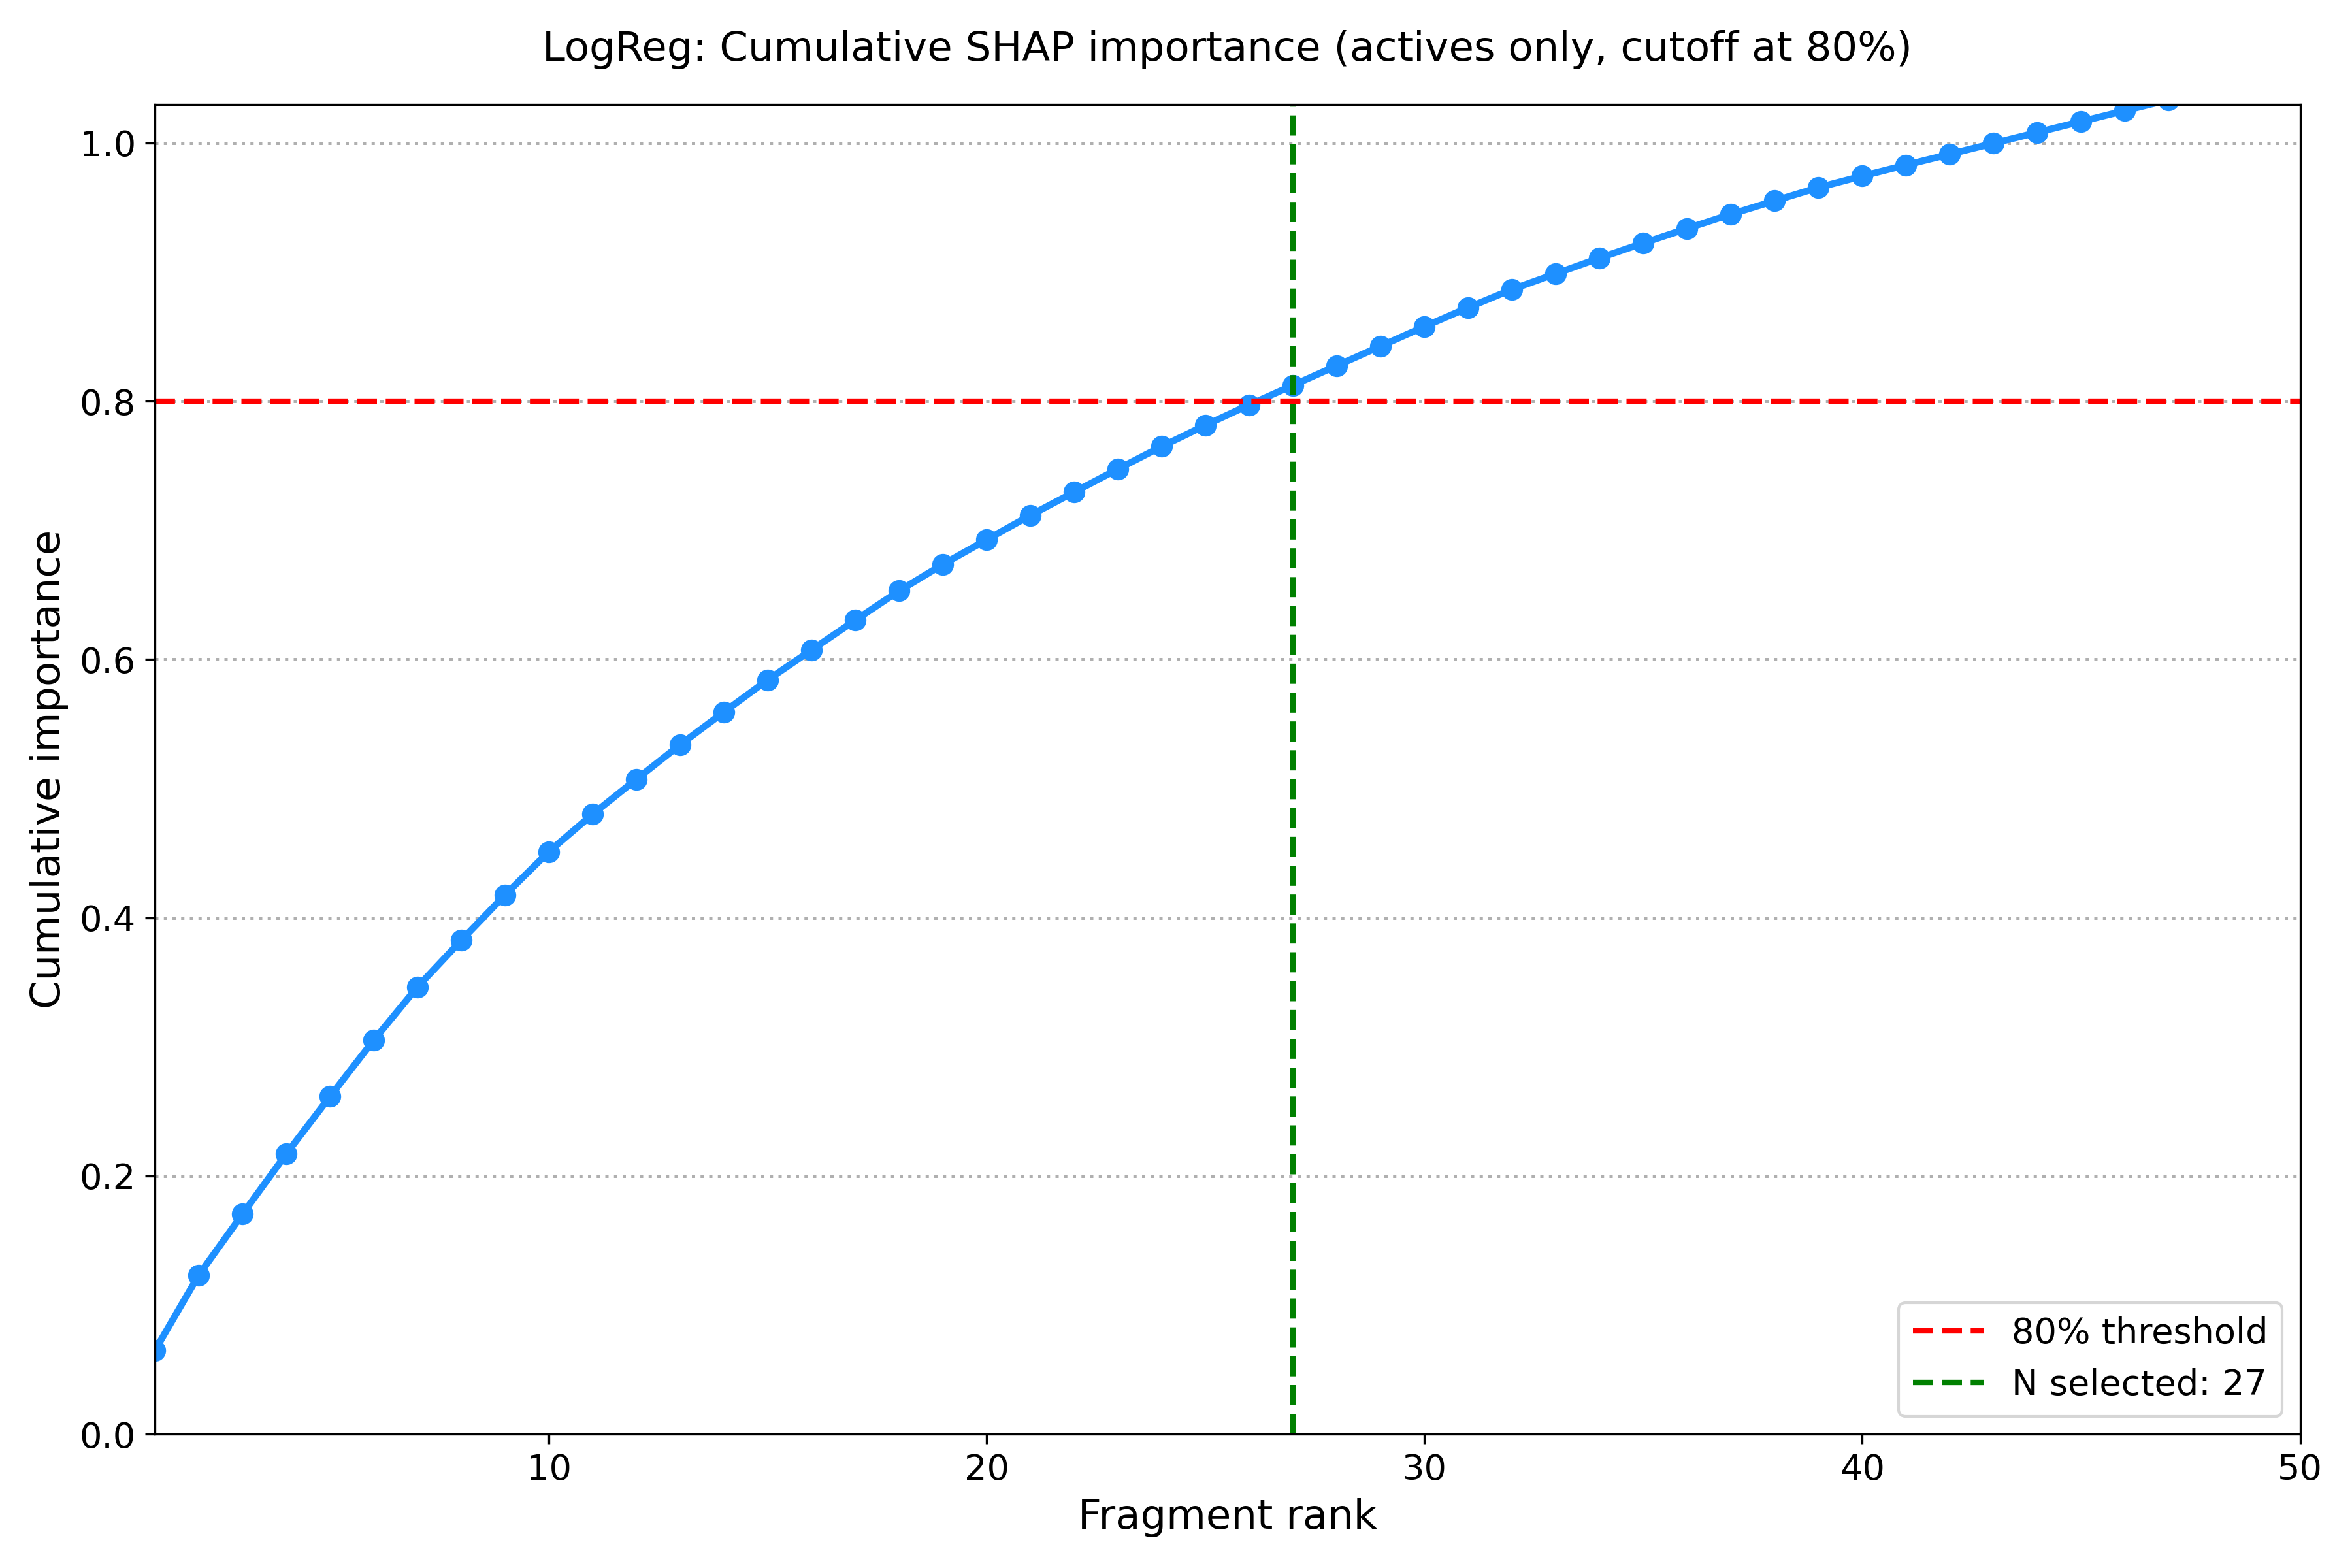 LogReg: Cumulative SHAP importance (actives only, cutoff at 80%)
Cumulative importance
1.0
0.8
0.6
0.4
0.2
0.0
10 20 30 40 50
Fragment rank
80% threshold
N selected: 27